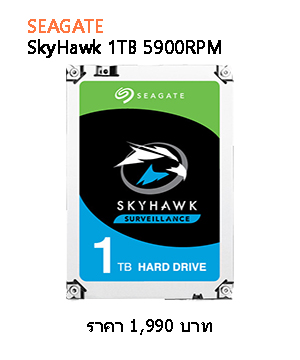 SEAGATE
SkyHawk 1TB 5900RPM
SEAGATE
SKYHAWK
SURVEILLANCE
1 TB HARD DRIVE
ราคา 1,990 บาท